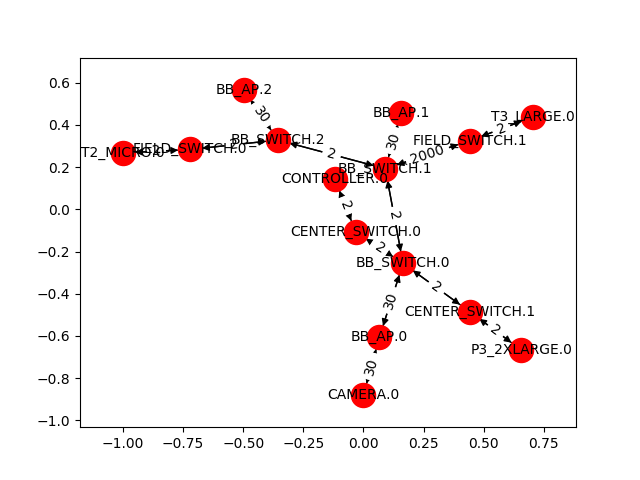 0.6
0.4
0.2
0.0
−0.2
−0.4
−0.6
−0.8
−1.0
−1.00
−0.75
−0.50
−0.25
0.00
0.25
0.50
0.75
BB_AP.2
30
BB_SWITCH.2
BB_AP.1
30
T3_LARGE.0
2
FIELD_SWITCH.1
2000
T2_MICRO.0
FIELD_SWITCH.0
2
BB_SWITCH.1
CONTROLLER.0
2
2
CENTER_SWITCH.0
2
BB_SWITCH.0
2
CENTER_SWITCH.1
30
2
BB_AP.0
P3_2XLARGE.0
30
CAMERA.0